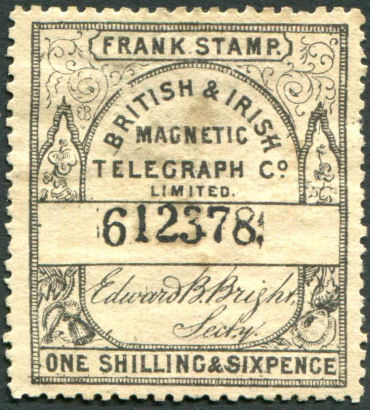 FRANK STAMP.
BRITISH & IRISH
MAGNETIC
TELEGRAPH Co.
LIMITED.
612378
Edward B. Bright,
Secty.
ONE SHILLING & SIXPENCE